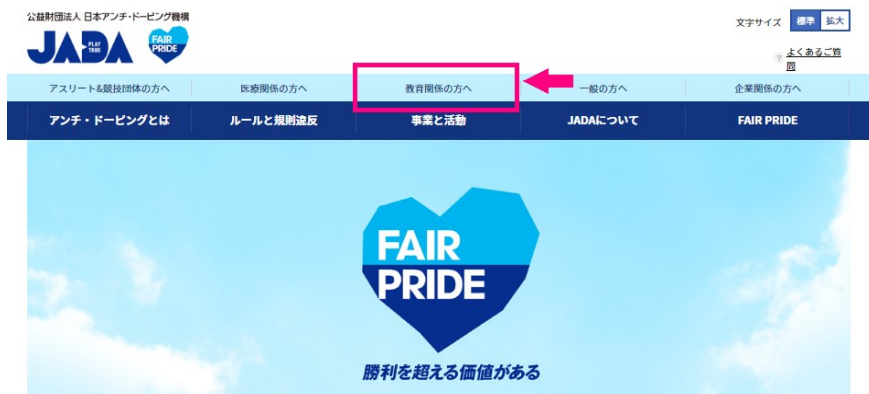 公益財団法人 日本アンチ・ドーピング機構
JADA PLAY TRUE FAIR PRIDE
文字サイズ 標準 拡大
? よくあるご質
問
アスリート&競技団体の方へ 医療関係の方へ 教育関係の方へ 一般の方へ 企業関係の方へ
アンチ・ドーピングとは ルールと規則違反 事業と活動 JADAについて FAIR PRIDE
FAIR
PRIDE
勝利を超える価値がある